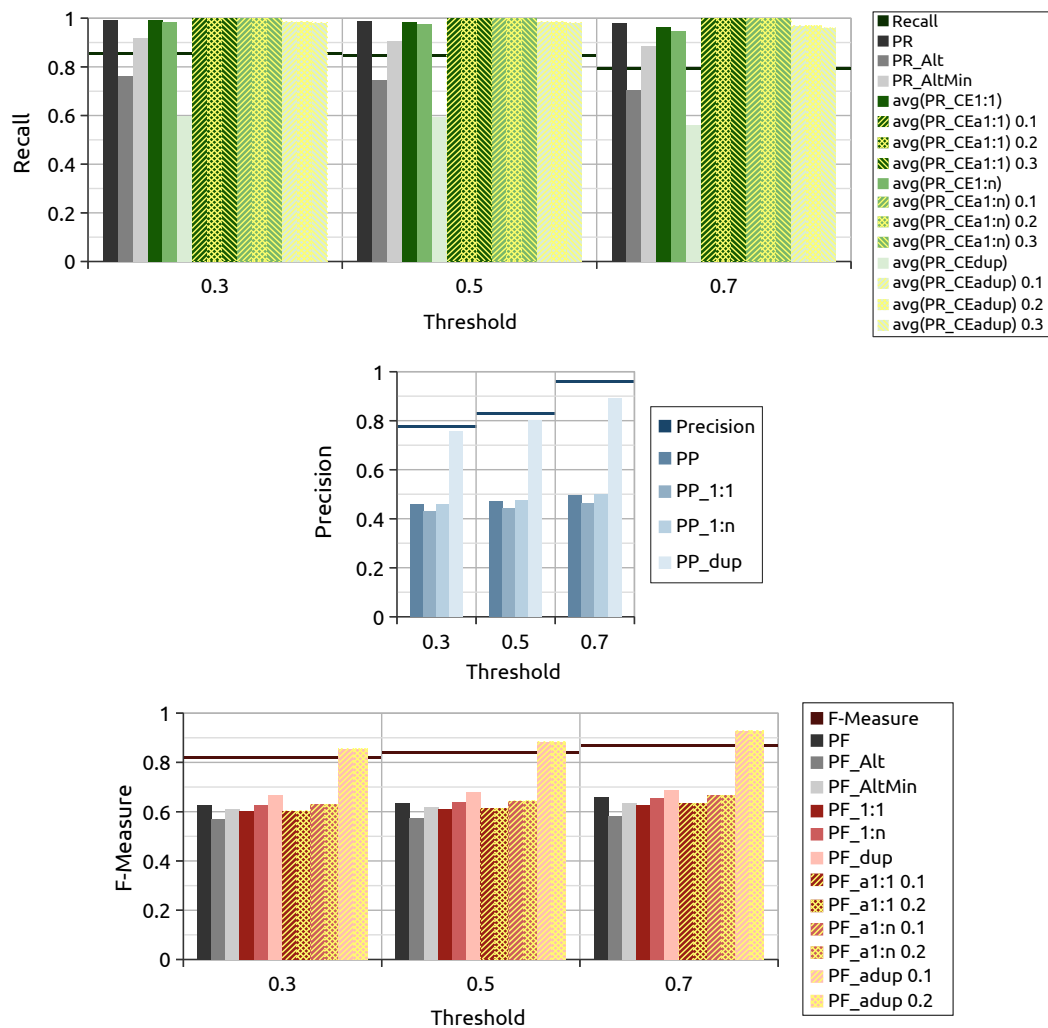 1
0.8
0.6
0.4
0.2
0
Recall
0.3
0.5
0.7
Threshold
Recall
PR
PR_Alt
PR_AltMin
avg(PR_CE1:1)
avg(PR_CEa1:1) 0.1
avg(PR_CEa1:1) 0.2
avg(PR_CEa1:1) 0.3
avg(PR_CE1:n)
avg(PR_CEa1:n) 0.1
avg(PR_CEa1:n) 0.2
avg(PR_CEa1:n) 0.3
avg(PR_CEdup)
avg(PR_CEadup) 0.1
avg(PR_CEadup) 0.2
avg(PR_CEadup) 0.3
1
0.8
0.6
0.4
0.2
0
Precision
0.3
0.5
0.7
Threshold
Precision
PP
PP_1:1
PP_1:n
PP_dup
1
0.8
0.6
0.4
0.2
0
F-Measure
0.3
0.5
0.7
Threshold
F-Measure
PF
PF_Alt
PF_AltMin
PF_1:1
PF_1:n
PF_dup
PF_a1:1 0.1
PF_a1:1 0.2
PF_a1:n 0.1
PF_a1:n 0.2
PF_adup 0.1
PF_adup 0.2